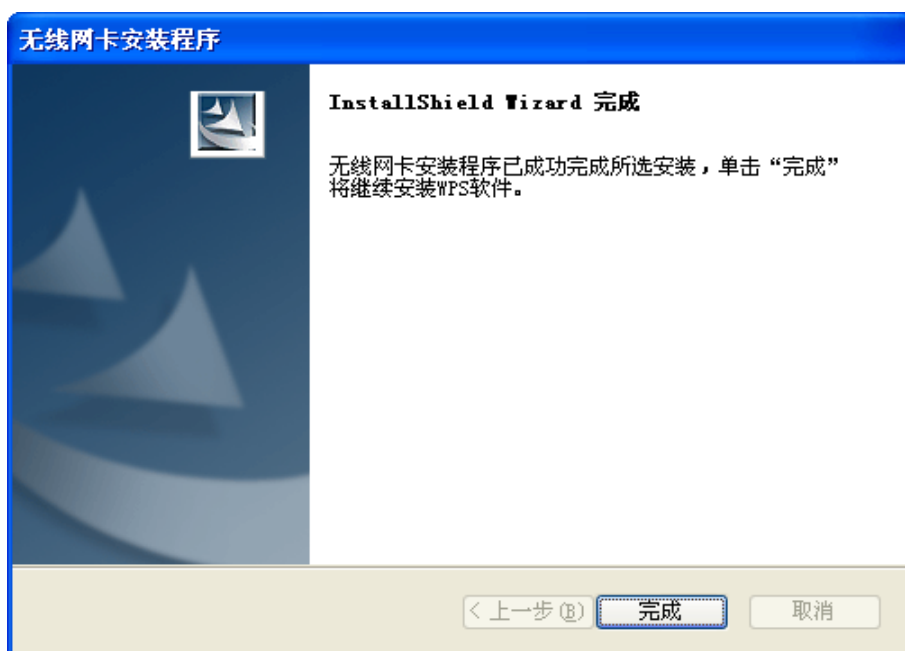 无线网卡安装程序
InstallShield Wizard 完成
无线网卡安装程序已成功完成所选安装，单击“完成”
将继续安装WPS软件。
< 上一步(B)
完成
取消